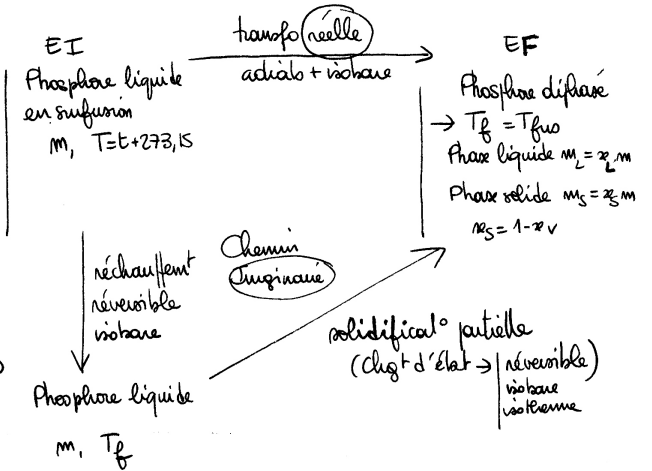 transfo réelle
adiab + isobare
EI
Phosphore liquide
en surfusion
m, T=t+273,15
EF
Phosphore diphasé
→ Tf = Tfus
Phase liquide mL = xL m
Phase solide mS = xS m
xS = 1 - xV
réchauffemt
réversible
isobare
Chemin
Imaginaire
solidificat° partielle
(Chgt d'état → réversible)
isobare
isotherme
Phosphore liquide
m, Tf